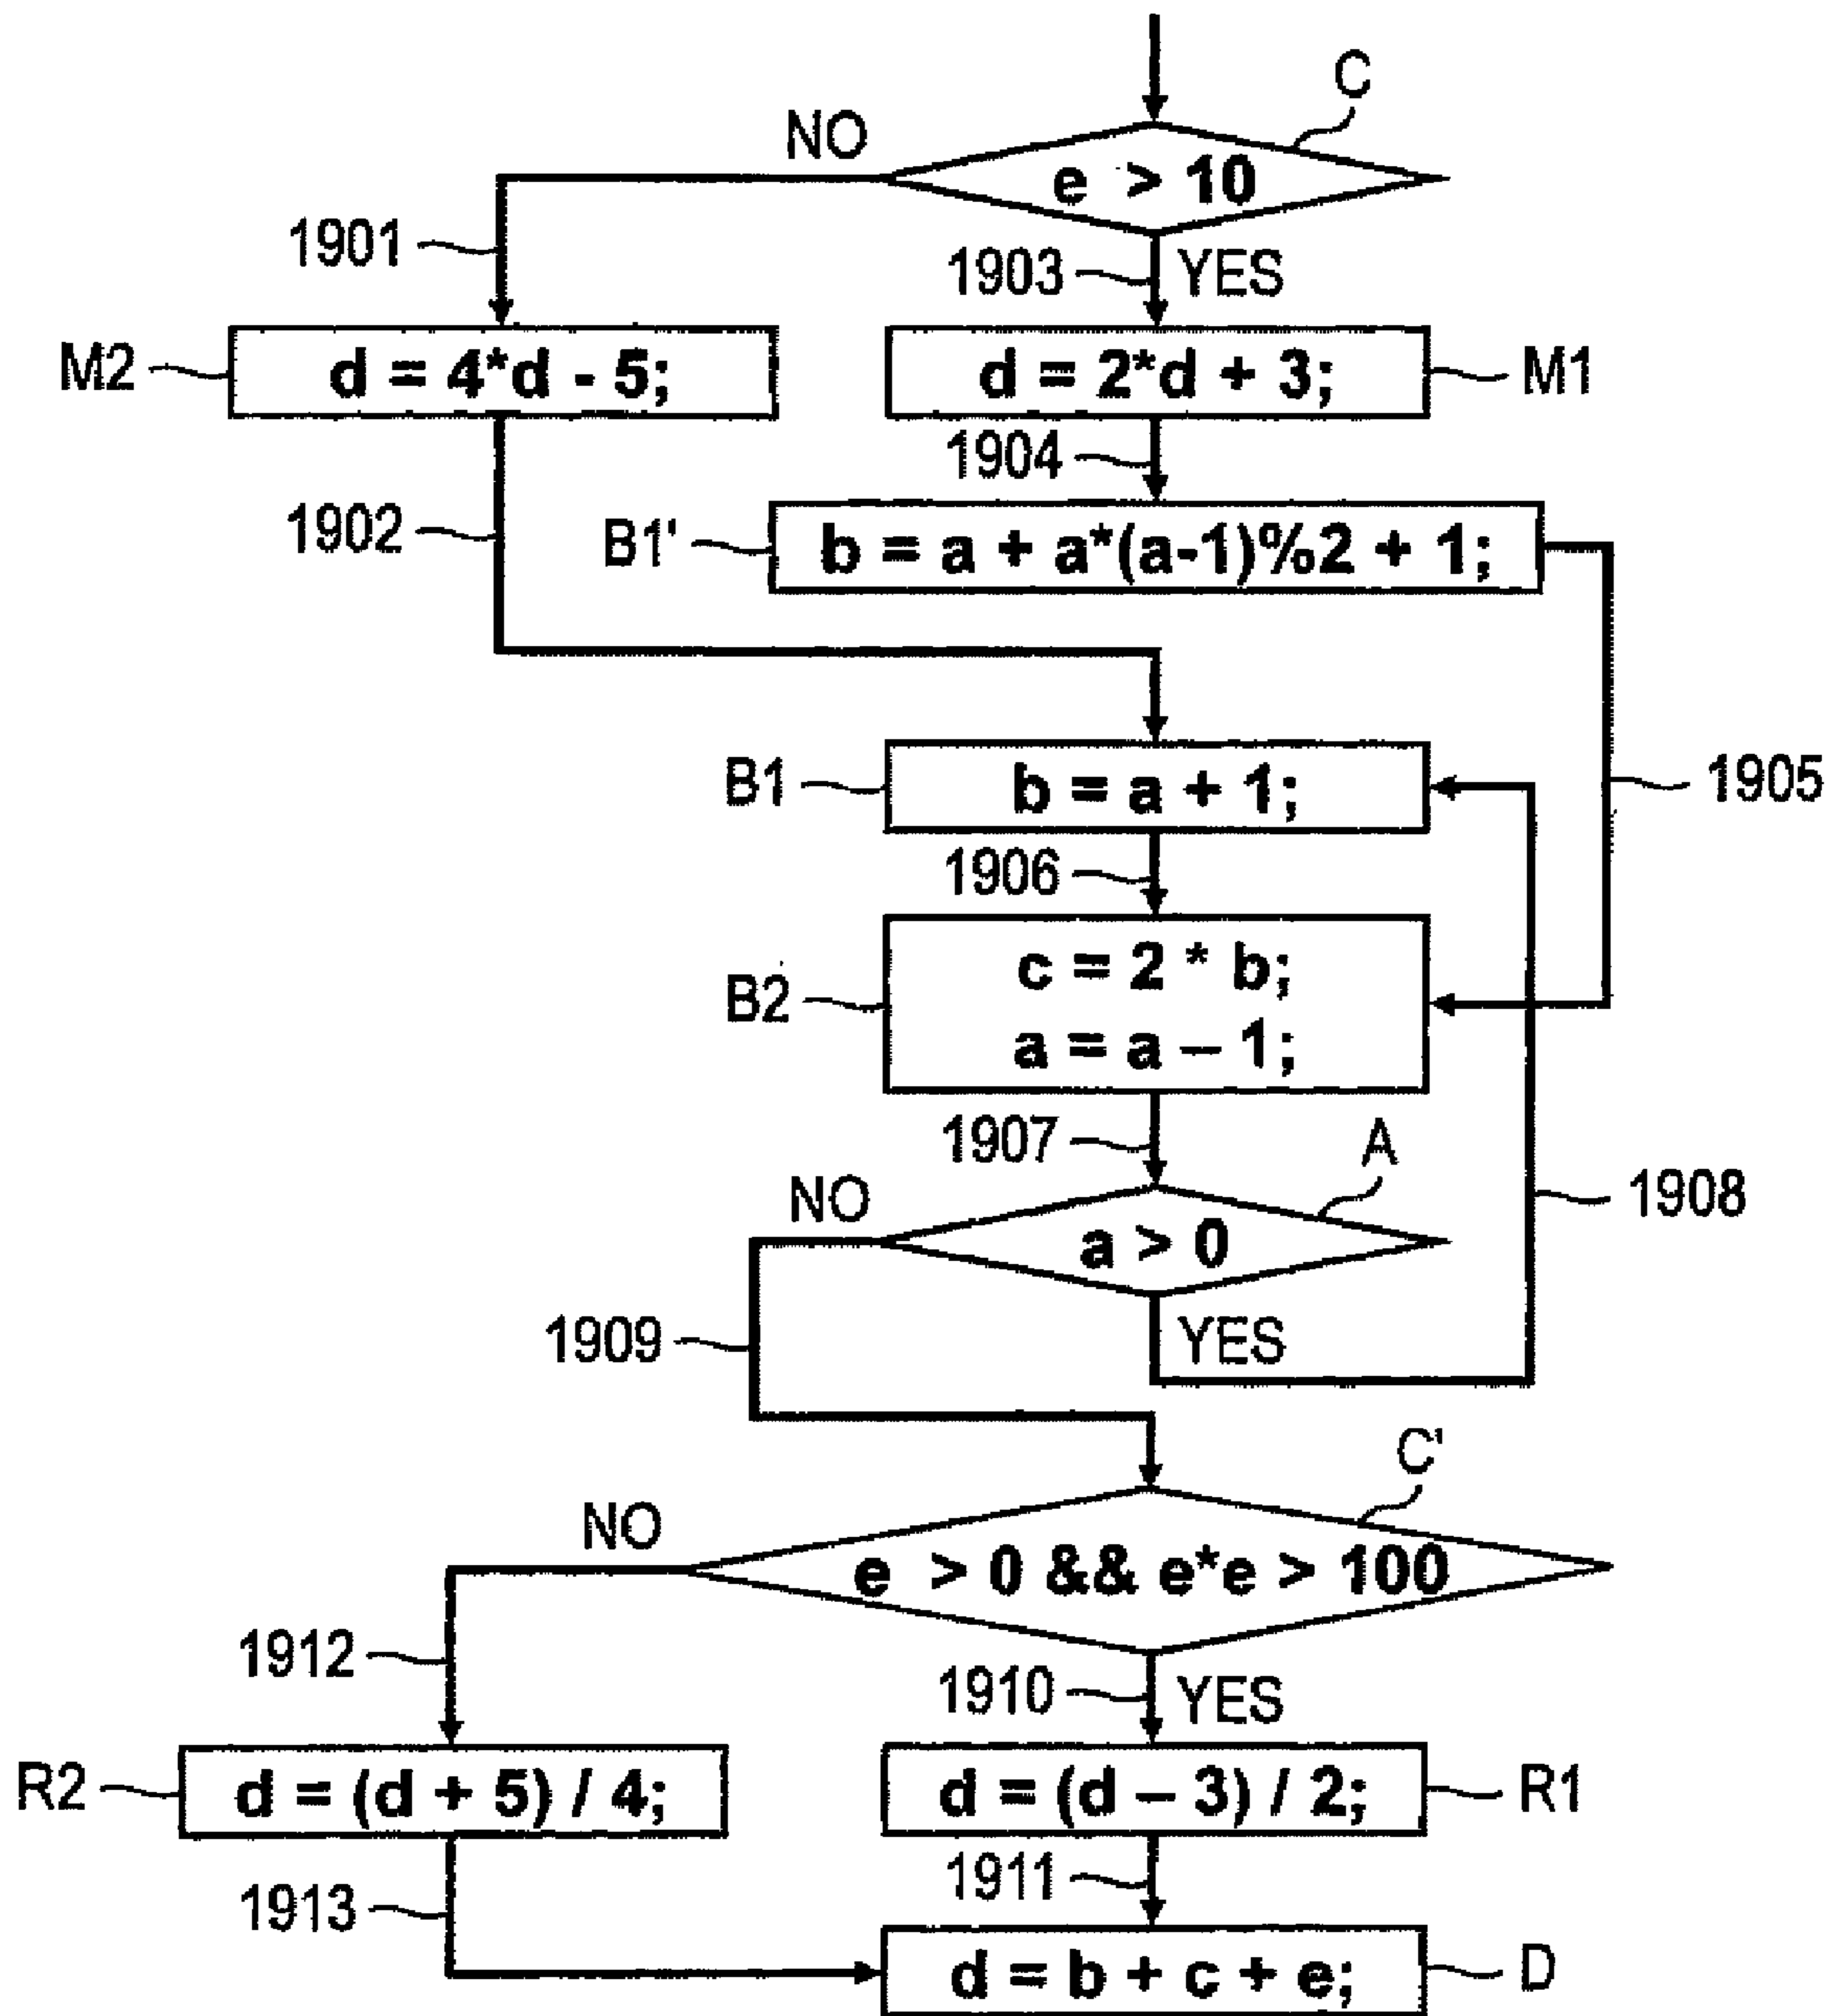 C
NO
e > 10
1901
1903
YES
M2
d = 4*d - 5;
d = 2*d + 3;
M1
1904
1902
B1'
b = a + a*(a-1)%2 + 1;
B1
b = a + 1;
1905
1906
B2
c = 2 * b;
a = a – 1;
1907
A
NO
a > 0
1908
1909
YES
C'
NO
e > 0 && e*e > 100
1912
1910
YES
R2
d = (d + 5) / 4;
d = (d – 3) / 2;
R1
1911
1913
d = b + c + e;
D